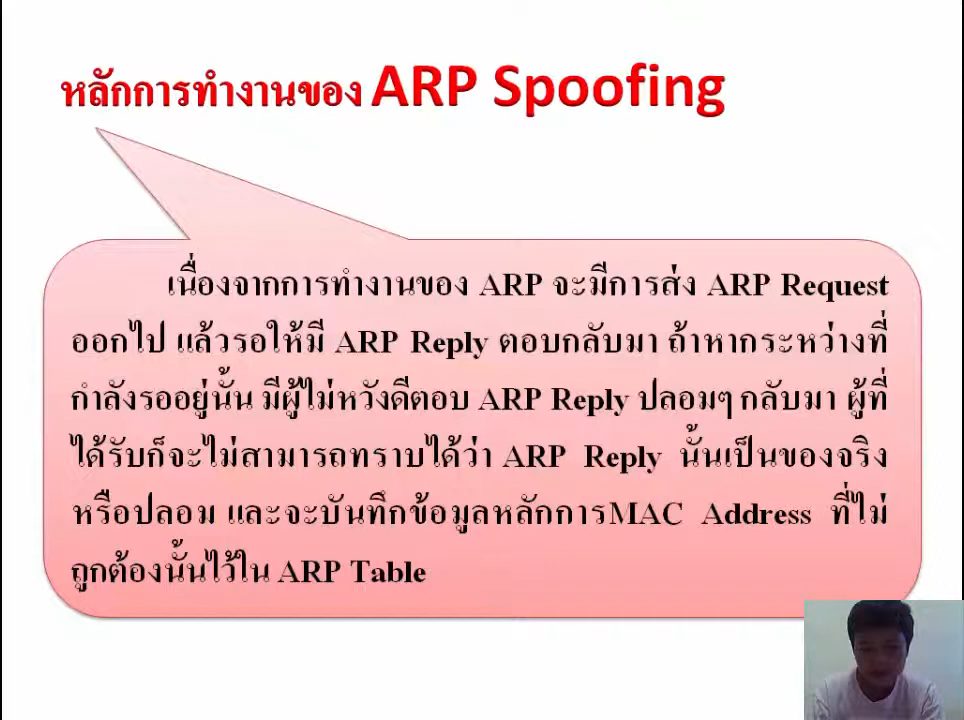 หลักการทำงานของ ARP Spoofing
เนื่องจากการทำงานของ ARP จะมีการส่ง ARP Request
ออกไป แล้วรอให้มี ARP Reply ตอบกลับมา ถ้าหากระหว่างที่
กำลังรออยู่นั้น มีผู้ไม่หวังดีตอบ ARP Reply ปลอมๆ กลับมา ผู้ที่
ได้รับก็จะไม่สามารถทราบได้ว่า ARP Reply นั้นเป็นของจริง
หรือปลอม และจะบันทึกข้อมูลหลักการMAC Address ที่ไม่
ถูกต้องนั้นไว้ใน ARP Table